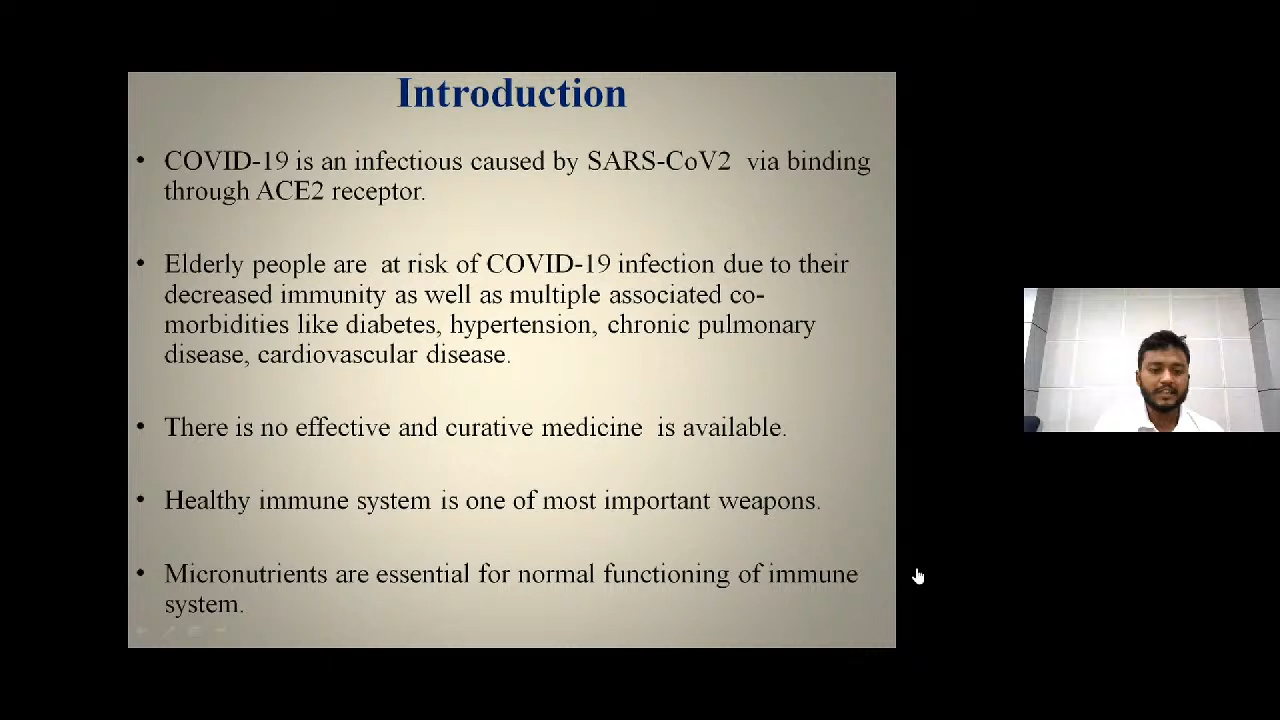 Introduction
• COVID-19 is an infectious caused by SARS-CoV2 via binding
through ACE2 receptor.
• Elderly people are at risk of COVID-19 infection due to their
decreased immunity as well as multiple associated co-
morbidities like diabetes, hypertension, chronic pulmonary
disease, cardiovascular disease.
• There is no effective and curative medicine is available.
• Healthy immune system is one of most important weapons.
• Micronutrients are essential for normal functioning of immune
system.